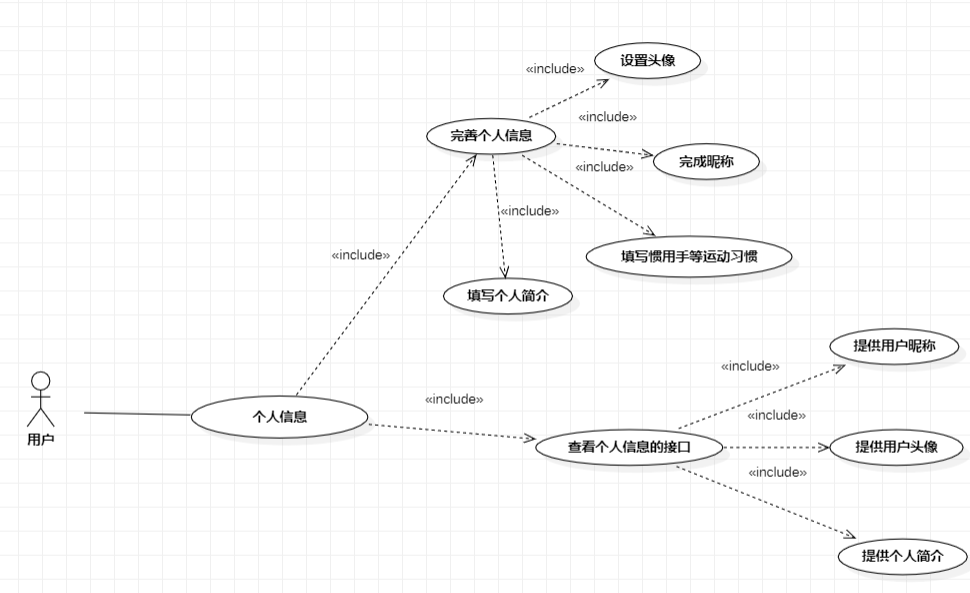 设置头像
«include»
«include»
完善个人信息
完成昵称
«include»
«include»
填写惯用手等运动习惯
«include»
填写个人简介
提供用户昵称
«include»
«include»
«include»
个人信息
用户
查看个人信息的接口
提供用户头像
«include»
提供个人简介